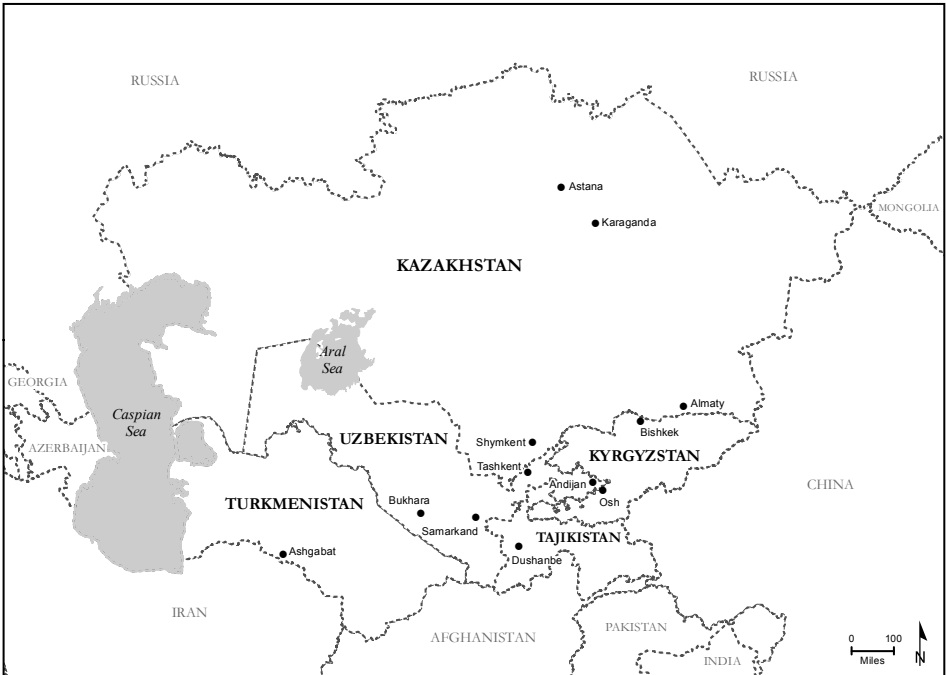 RUSSIA
RUSSIA
Astana
MONGOLIA
Karaganda
KAZAKHSTAN
Aral
Sea
GEORGIA
Almaty
Caspian
Sea
Bishkek
UZBEKISTAN
Shymkent
AZERBAIJAN
KYRGYZSTAN
Tashkent
Andijan
CHINA
TURKMENISTAN
Bukhara
Osh
Samarkand
TAJIKISTAN
Ashgabat
Dushanbe
IRAN
AFGHANISTAN
PAKISTAN
INDIA
0 100
Miles
N